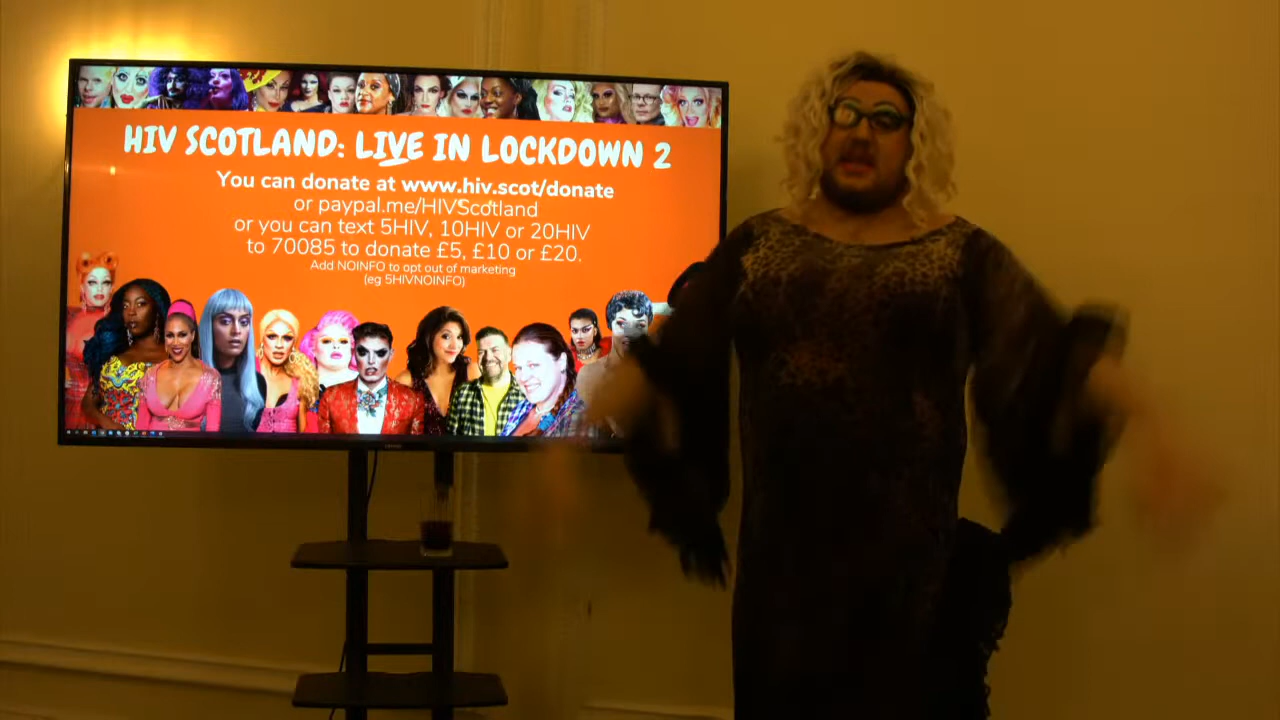 HIV SCOTLAND: LIVE IN LOCKDOWN 2
You can donate at www.hiv.scot/donate
or paypal.me/HIVScotland
or you can text 5HIV, 10HIV or 20HIV
to 70085 to donate £5, £10 or £20.
Add NOINFO to opt out of marketing
(eg 5HIVNOINFO)